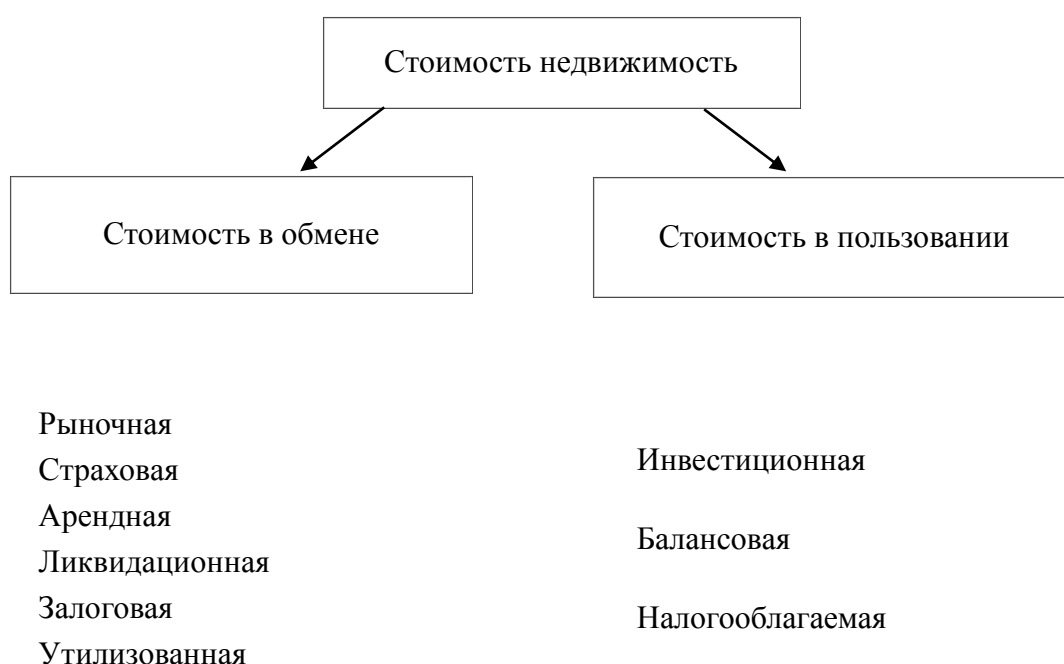 Стоимость недвижимость
Стоимость в обмене
Стоимость в пользовании
Рыночная
Страховая
Арендная
Ликвидационная
Залоговая
Утилизованная
Инвестиционная
Балансовая
Налогооблагаемая